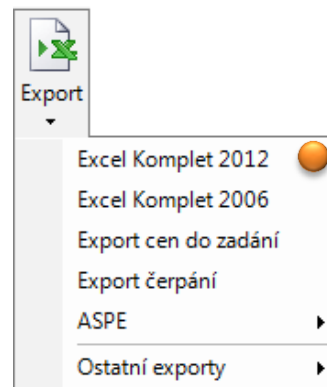 Export
Excel Komplet 2012
Excel Komplet 2006
Export cen do zadání
Export čerpání
ASPE
Ostatní exporty